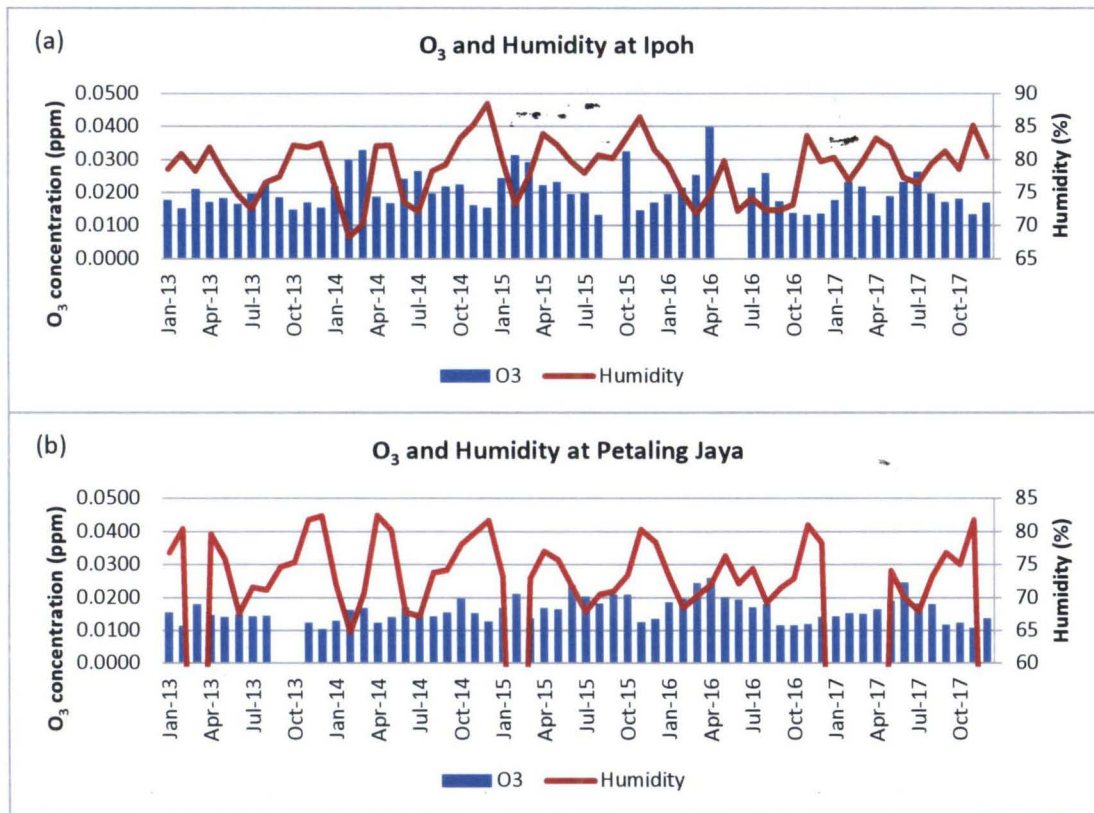 (a)
O₃ and Humidity at Ipoh
O₃ concentration (ppm)
0.0500
0.0400
0.0300
0.0200
0.0100
0.0000
90
85
80
75
70
65
Humidity (%)
Jan-13
Apr-13
Jul-13
Oct-13
Jan-14
Apr-14
Jul-14
Oct-14
Jan-15
Apr-15
Jul-15
Oct-15
Jan-16
Apr-16
Jul-16
Oct-16
Jan-17
Apr-17
Jul-17
Oct-17
O3 Humidity
(b)
O₃ and Humidity at Petaling Jaya
O₃ concentration (ppm)
0.0500
0.0400
0.0300
0.0200
0.0100
0.0000
85
80
75
70
65
60
Humidity (%)
Jan-13
Apr-13
Jul-13
Oct-13
Jan-14
Apr-14
Jul-14
Oct-14
Jan-15
Apr-15
Jul-15
Oct-15
Jan-16
Apr-16
Jul-16
Oct-16
Jan-17
Apr-17
Jul-17
Oct-17
O3 Humidity